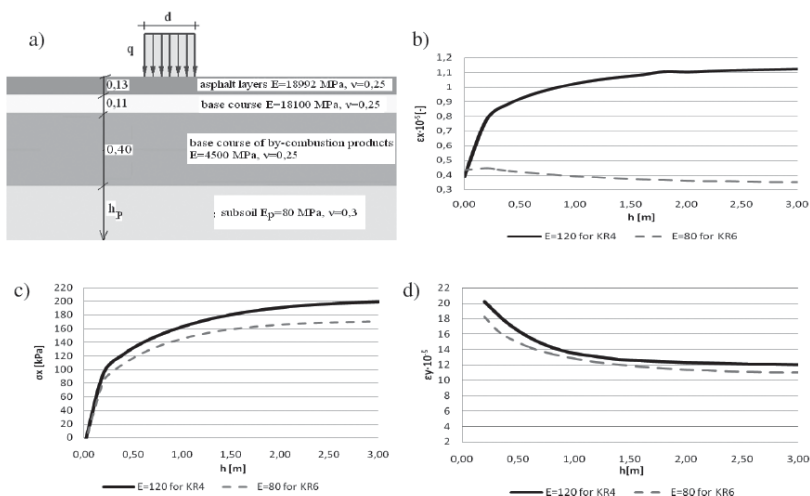 a)
d
q
0,13
asphalt layers E=18992 MPa, ν=0,25
0,11
base course E=18100 MPa, ν=0,25
0,40
base course of by-combustion products
E=4500 MPa, ν=0,25
hp
subsoil Ep=80 MPa, ν=0,3
b)
εx·10⁻⁵[-]
1,2
1,1
1
0,9
0,8
0,7
0,6
0,5
0,4
0,3
0,00
0,50
1,00
1,50
2,00
2,50
3,00
h [m]
E=120 for KR4
E=80 for KR6
c)
σx [kPa]
220
200
180
160
140
120
100
80
60
40
20
0
0,00
0,50
1,00
1,50
2,00
2,50
3,00
h [m]
E=120 for KR4
E=80 for KR6
d)
εy·10⁻⁵
22
20
18
16
14
12
10
8
6
4
2
0,00
0,50
1,00
1,50
2,00
2,50
3,00
h[m]
E=120 for KR4
E=80 for KR6